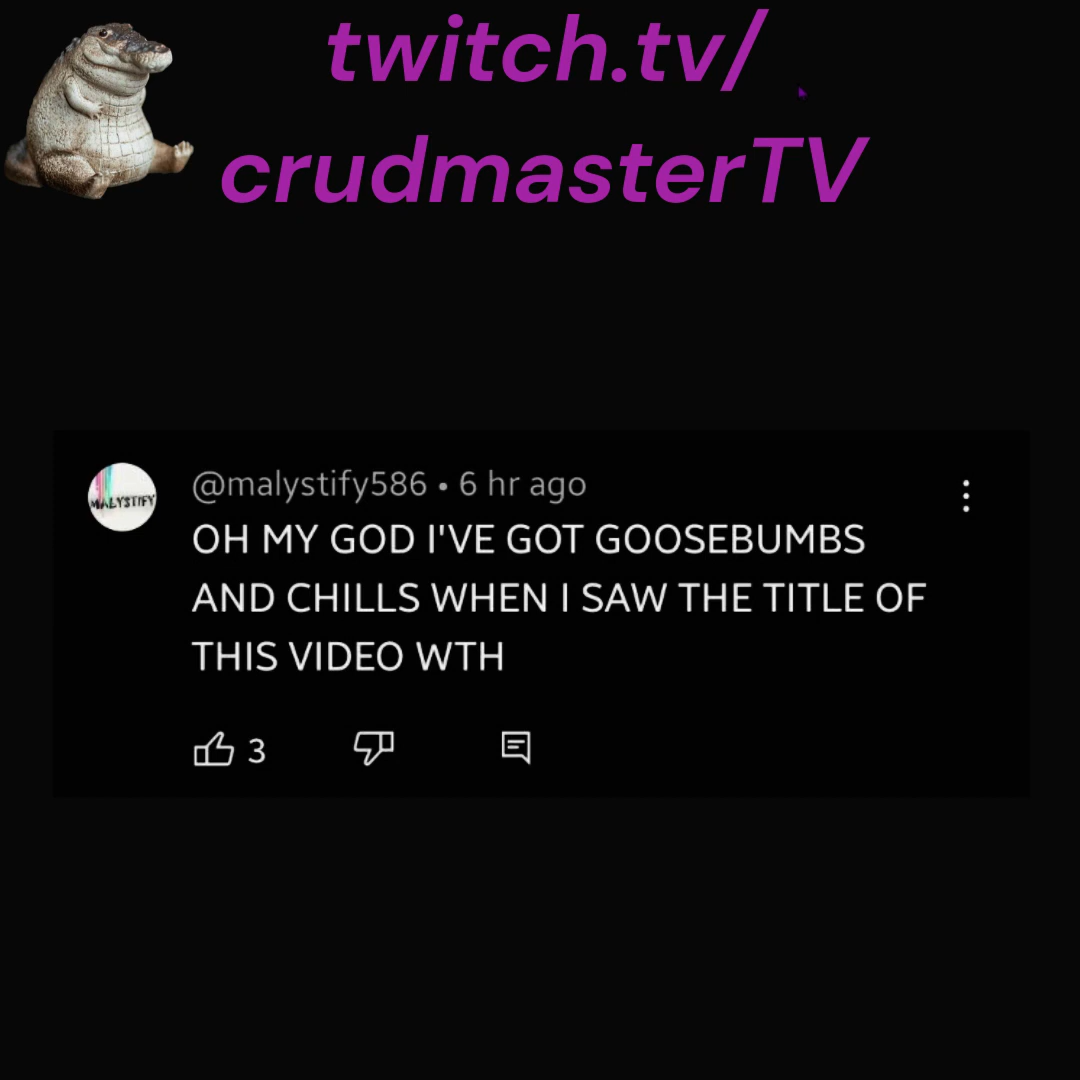 twitch.tv/
crudmasterTV
@malystify586 • 6 hr ago
OH MY GOD I'VE GOT GOOSEBUMBS
AND CHILLS WHEN I SAW THE TITLE OF
THIS VIDEO WTH
3
MALYSTIFY